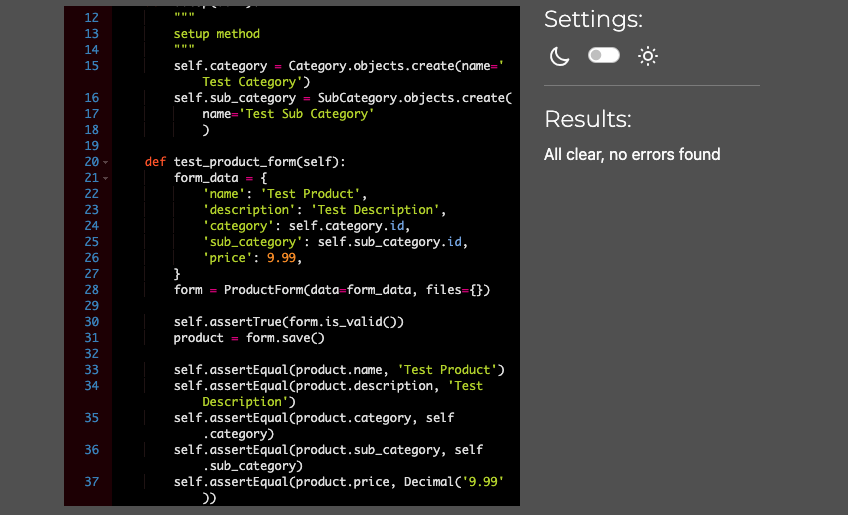 12 """
13 setup method
14 """
15 self.category = Category.objects.create(name='
Test Category')
16 self.sub_category = SubCategory.objects.create(
17 name='Test Sub Category'
18 )
19
20 def test_product_form(self):
21 form_data = {
22 'name': 'Test Product',
23 'description': 'Test Description',
24 'category': self.category.id,
25 'sub_category': self.sub_category.id,
26 'price': 9.99,
27 }
28 form = ProductForm(data=form_data, files={})
29
30 self.assertTrue(form.is_valid())
31 product = form.save()
32
33 self.assertEqual(product.name, 'Test Product')
34 self.assertEqual(product.description, 'Test
Description')
35 self.assertEqual(product.category, self
.category)
36 self.assertEqual(product.sub_category, self
.sub_category)
37 self.assertEqual(product.price, Decimal('9.99'
))
Settings:
Results:
All clear, no errors found